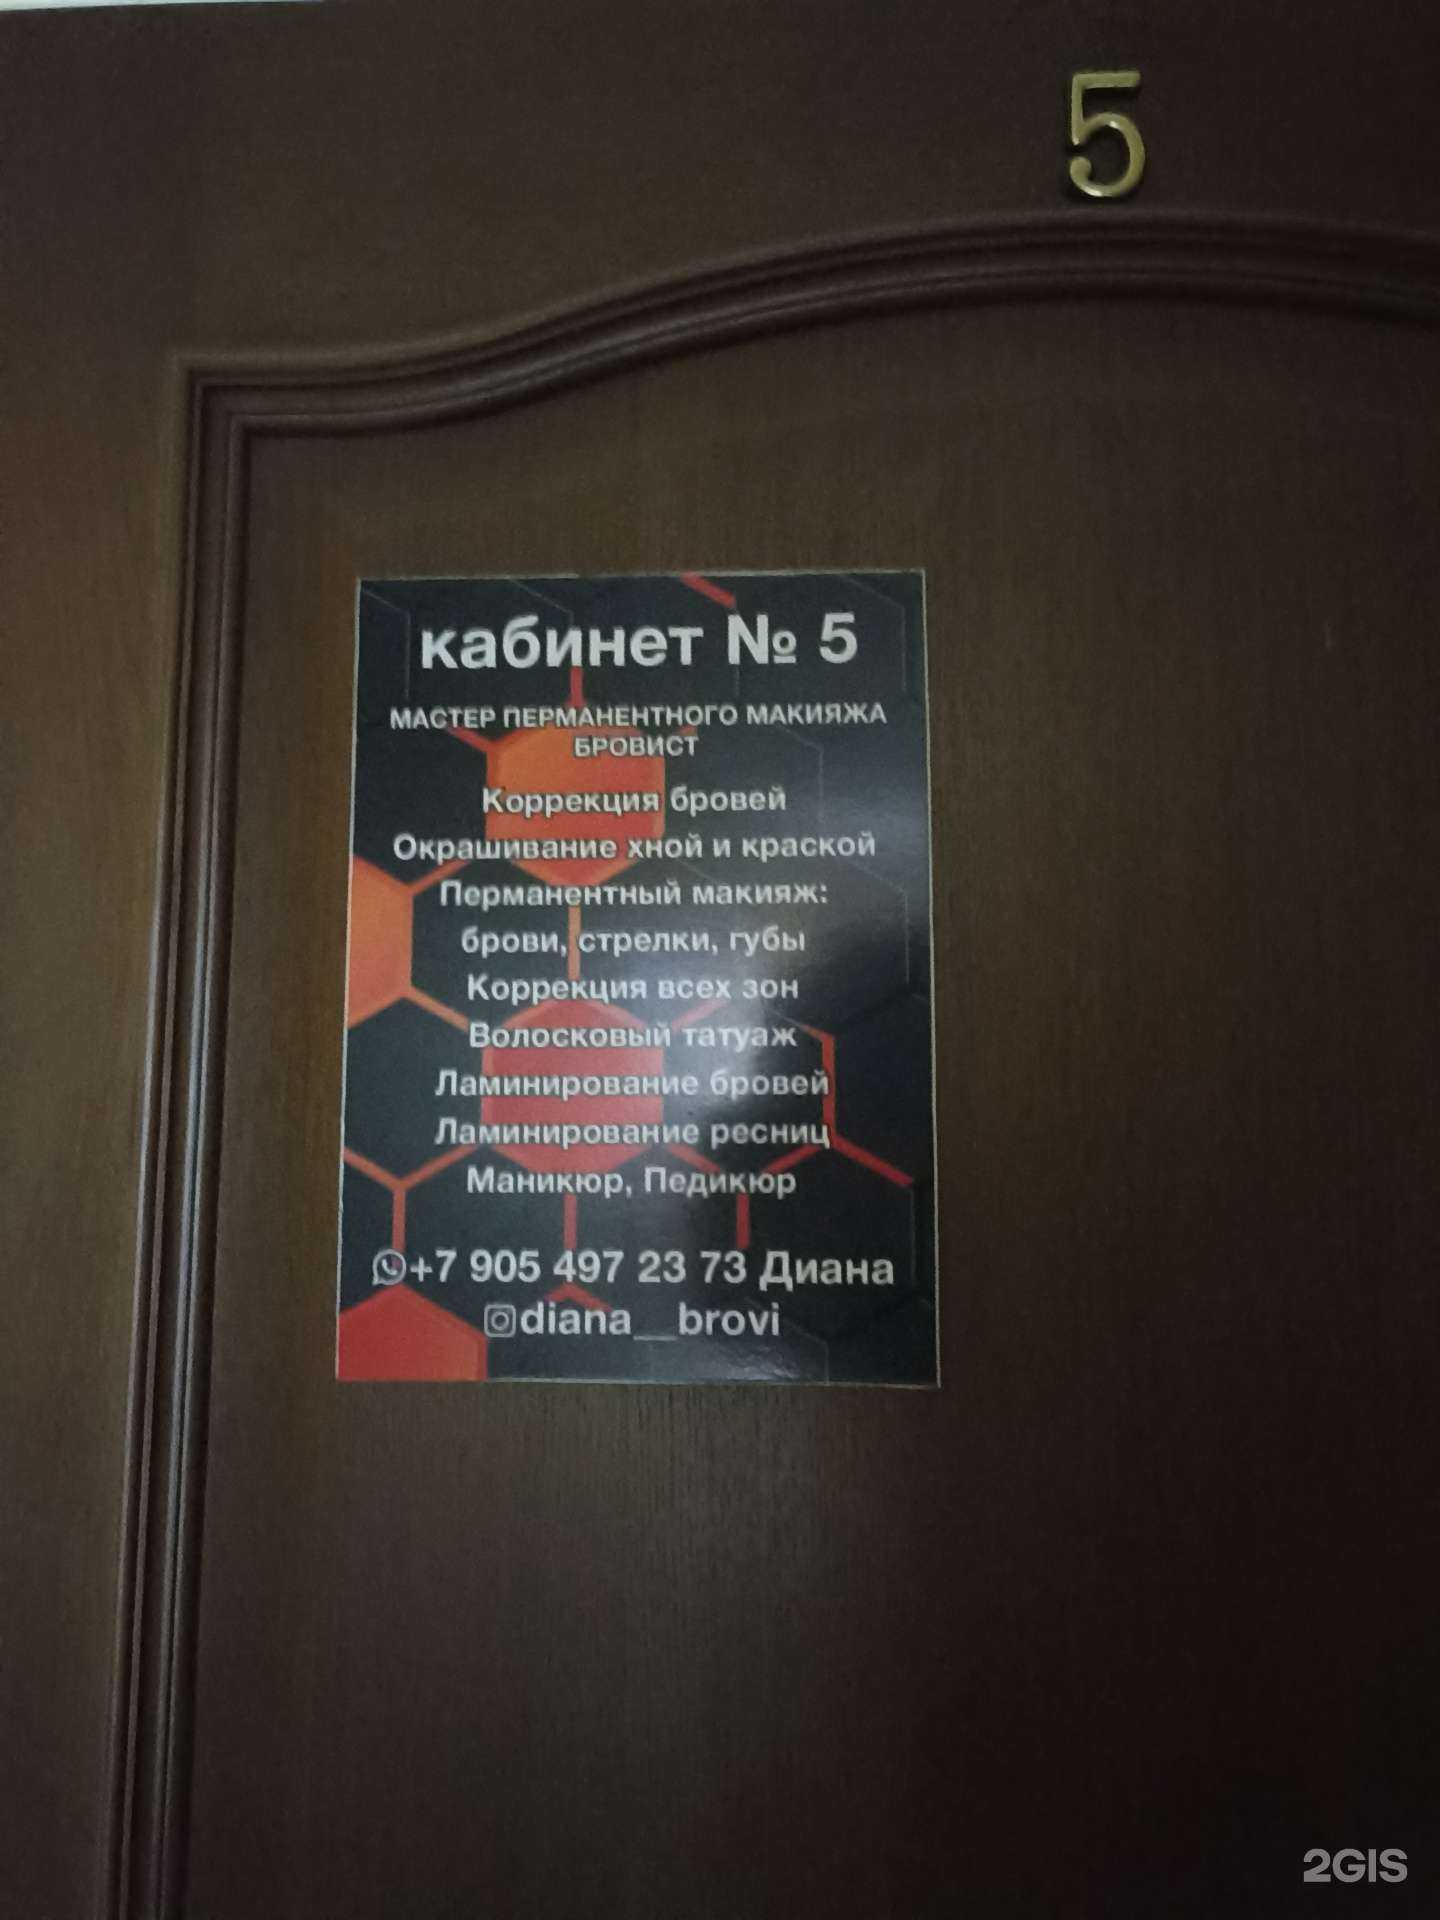 5
кабинет № 5
МАСТЕР ПЕРМАНЕНТНОГО МАКИЯЖА
БРОВИСТ
Коррекция бровей
Окрашивание хной и краской
Перманентный макияж:
брови, стрелки, губы
Коррекция всех зон
Волосковый татуаж
Ламинирование бровей
Ламинирование ресниц
Маникюр, Педикюр
+7 905 497 23 73 Диана
diana__brovi
2GIS